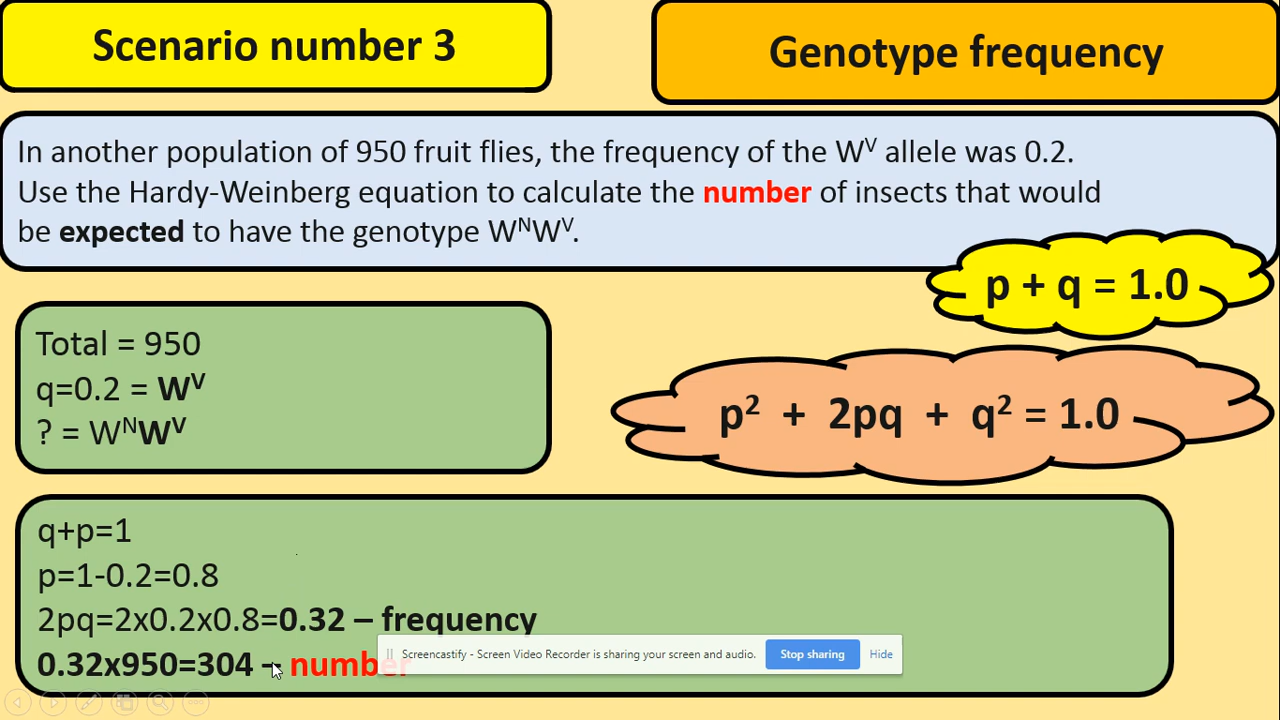 Scenario number 3
Genotype frequency
In another population of 950 fruit flies, the frequency of the Wⱽ allele was 0.2.
Use the Hardy-Weinberg equation to calculate the number of insects that would
be expected to have the genotype WᴺWⱽ.
p + q = 1.0
Total = 950
q=0.2 = Wⱽ
? = WᴺWⱽ
p² + 2pq + q² = 1.0
q+p=1
p=1-0.2=0.8
2pq=2x0.2x0.8=0.32 – frequency
0.32x950=304 – number
Screencastify - Screen Video Recorder is sharing your screen and audio.
Stop sharing
Hide